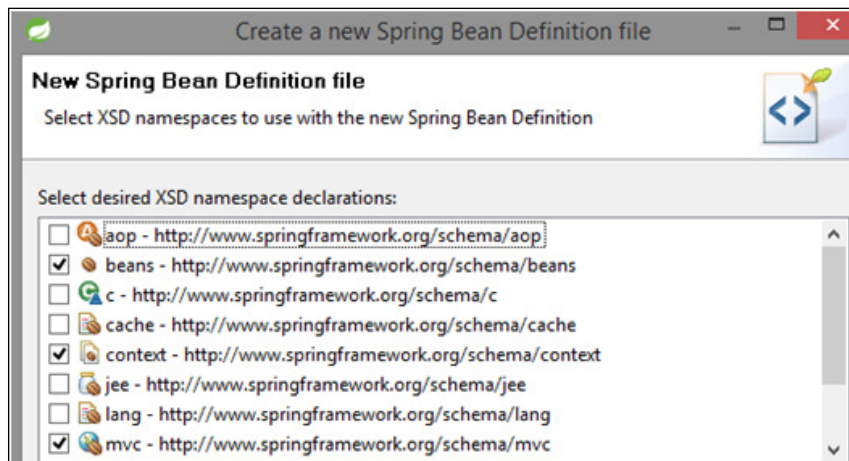 Create a new Spring Bean Definition file
New Spring Bean Definition file
Select XSD namespaces to use with the new Spring Bean Definition
Select desired XSD namespace declarations:
aop - http://www.springframework.org/schema/aop
beans - http://www.springframework.org/schema/beans
c - http://www.springframework.org/schema/c
cache - http://www.springframework.org/schema/cache
context - http://www.springframework.org/schema/context
jee - http://www.springframework.org/schema/jee
lang - http://www.springframework.org/schema/lang
mvc - http://www.springframework.org/schema/mvc